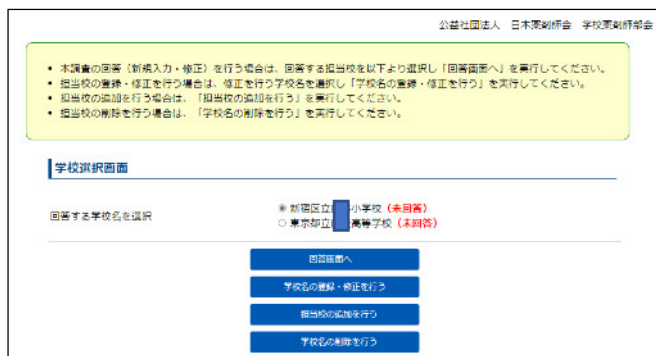 公益社団法人 日本薬剤師会 学校薬剤師部会
• 本調査の回答（新規入力・修正）を行う場合は、回答する担当校を以下より選択し「回答画面へ」を実行してください。
• 担当校の登録・修正を行う場合は、修正を行う学校名を選択し「学校名の登録・修正を行う」を実行してください。
• 担当校の追加を行う場合は、「担当校の追加を行う」を実行してください。
• 担当校の削除を行う場合は、「学校名の削除を行う」を実行してください。
学校選択画面
回答する学校名を選択
新宿区立 小学校（未回答）
東京都立 高等学校（未回答）
回答画面へ
学校名の登録・修正を行う
担当校の追加を行う
学校名の削除を行う